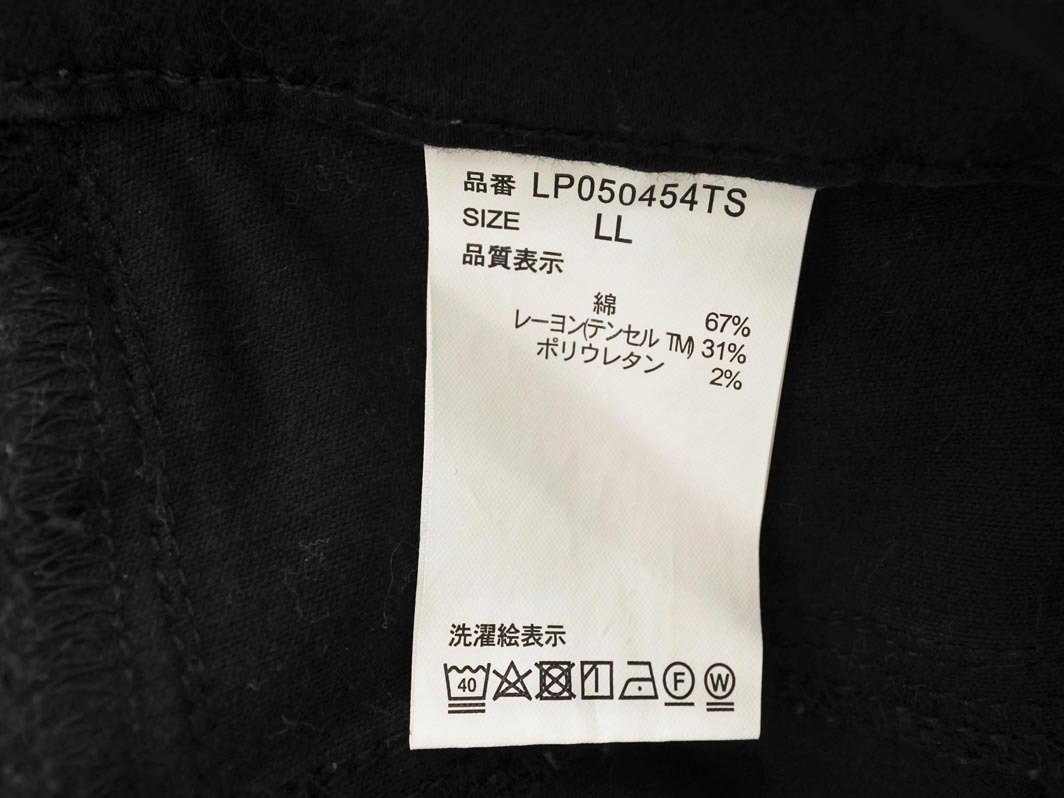 品番 LP050454TS
SIZE LL
品質表示
綿 67%
レーヨン(テンセル TM) 31%
ポリウレタン 2%
洗濯絵表示
40 F W